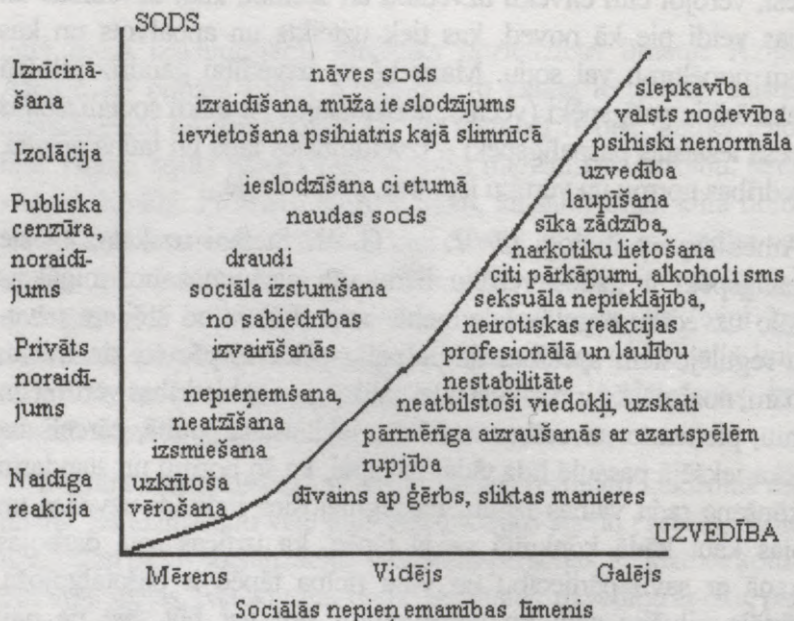 SODS
Iznīcinā-
šana
Izolācija
Publiska
cenzūra,
noraidī-
jums
Privāts
noraidī-
jums
Naidīga
reakcija
nāves sods
izraidīšana, mūža ieslodzījums
ievietošana psihiatriskajā slimnīcā
ieslodzīšana cietumā
naudas sods
draudi
sociāla izstumšana
no sabiedrības
izvairīšanās
nepieņemšana,
neatzīšana
izsmiešana
uzkrītoša
vērošana
slepkavība
valsts nodevība
psihiski nenormāla
uzvedība
laupīšana
sīka zādzība,
narkotiku lietošana
citi pārkāpumi, alkoholisms
seksuāla nepieklājība,
neirotiskas reakcijas
profesionālā un laulību
nestabilitāte
neatbilstoši viedokļi, uzskati
pārmērīga aizraušanās ar azartspēlēm
rupjība
dīvains apģērbs, sliktas manieres
UZVEDĪBA
Mērens Vidējs Galējs
Sociālās nepieņemamības līmenis